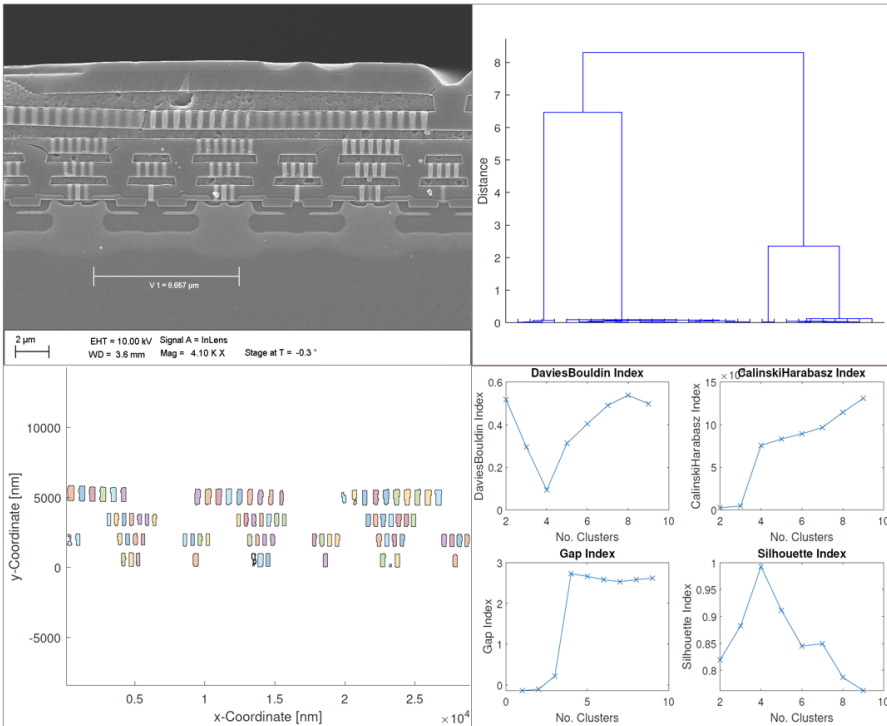 V 1 = 8.657 µm
2 µm
EHT = 10.00 kV
Signal A = InLens
WD = 3.6 mm
Mag = 4.10 K X
Stage at T = -0.3 °
Distance
8
7
6
5
4
3
2
1
0
y-Coordinate [nm]
10000
5000
0
-5000
0.5
1
1.5
2
2.5
x-Coordinate [nm]
×10⁴
DaviesBouldin Index
DaviesBouldin Index
0.6
0.4
0.2
0
2
4
6
8
10
No. Clusters
CalinskiHarabasz Index
CalinskiHarabasz Index
15
10
5
0
0
2
4
6
8
10
No. Clusters
Gap Index
Gap Index
3
2
1
0
0
2
4
6
8
10
No. Clusters
Silhouette Index
Silhouette Index
1
0.95
0.9
0.85
0.8
2
4
6
8
10
No. Clusters